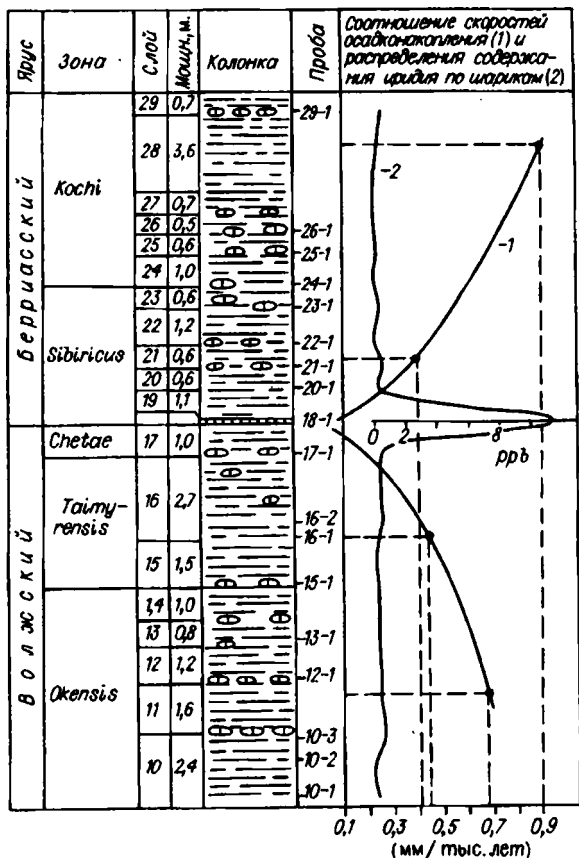 Ярус
Зона
Слой
Мощн., м.
Колонка
Проба
Соотношение скоростей
осадконакопления (1) и
распределения содержа-
ния иридия по шарикам (2)
Берриасский
Kochi
29 0,7
28 3,6
27 0,7
26 0,5
25 0,6
24 1,0
Sibiricus
23 0,6
22 1,2
21 0,6
20 0,6
19 1,1
Волжский
Chetae
17 1,0
Taimy-
rensis
16 2,7
15 1,5
Okensis
1,4 1,0
13 0,8
12 1,2
11 1,6
10 2,4
29-1
26-1
25-1
24-1
23-1
22-1
21-1
20-1
18-1
17-1
16-2
16-1
15-1
13-1
12-1
10-3
10-2
10-1
-2
-1
0 2 8
ppb
0,1 0,3 0,5 0,7 0,9
(мм/тыс. лет)